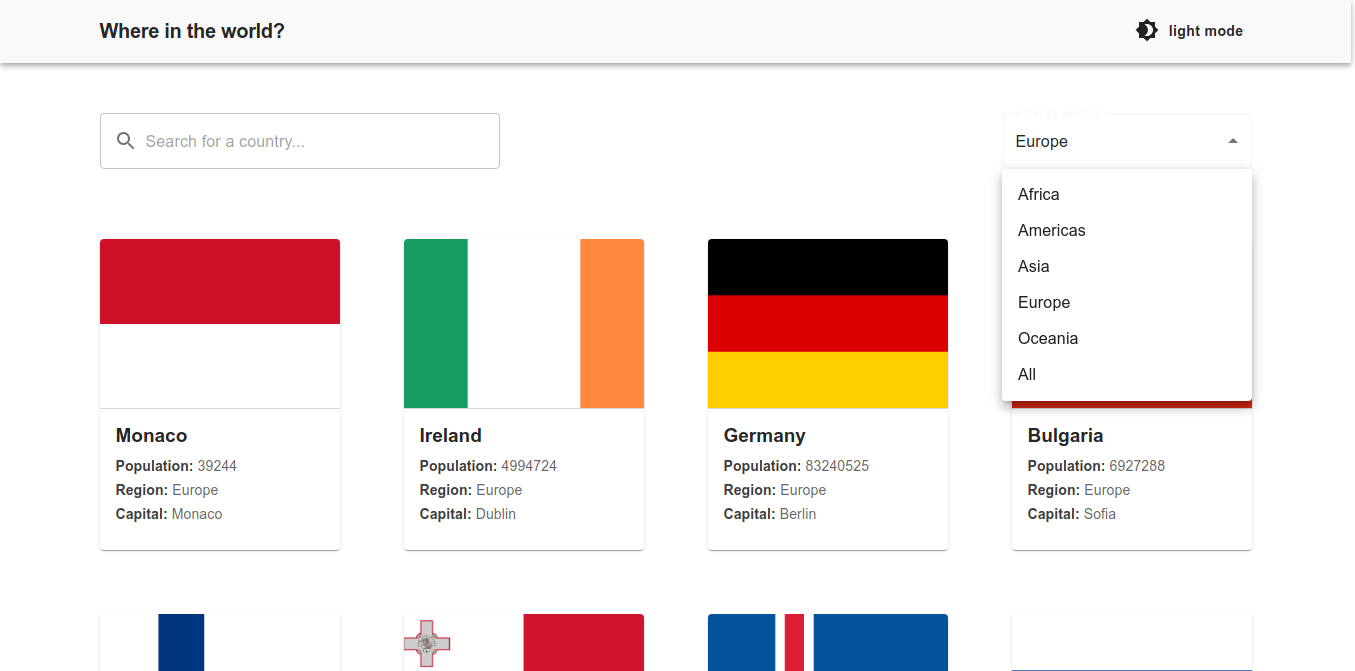 Where in the world?
light mode
Search for a country...
Filter by Region
Europe
Africa
Americas
Asia
Europe
Oceania
All
Monaco
Population: 39244
Region: Europe
Capital: Monaco
Ireland
Population: 4994724
Region: Europe
Capital: Dublin
Germany
Population: 83240525
Region: Europe
Capital: Berlin
Bulgaria
Population: 6927288
Region: Europe
Capital: Sofia